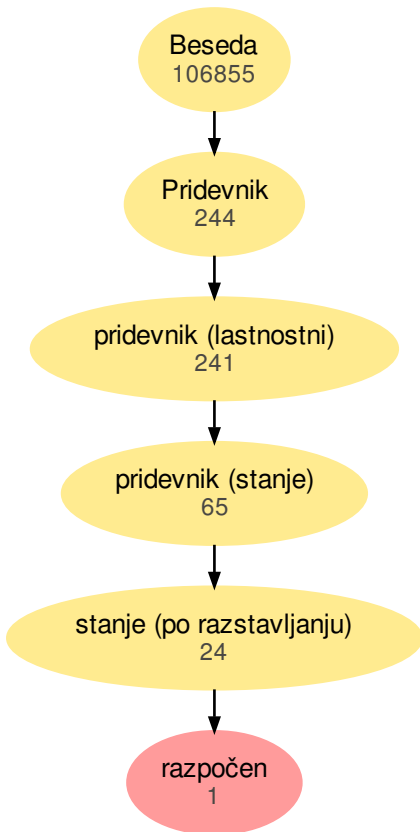 Beseda
106855
Pridevnik
244
pridevnik (lastnostni)
241
pridevnik (stanje)
65
stanje (po razstavljanju)
24
razpočen
1